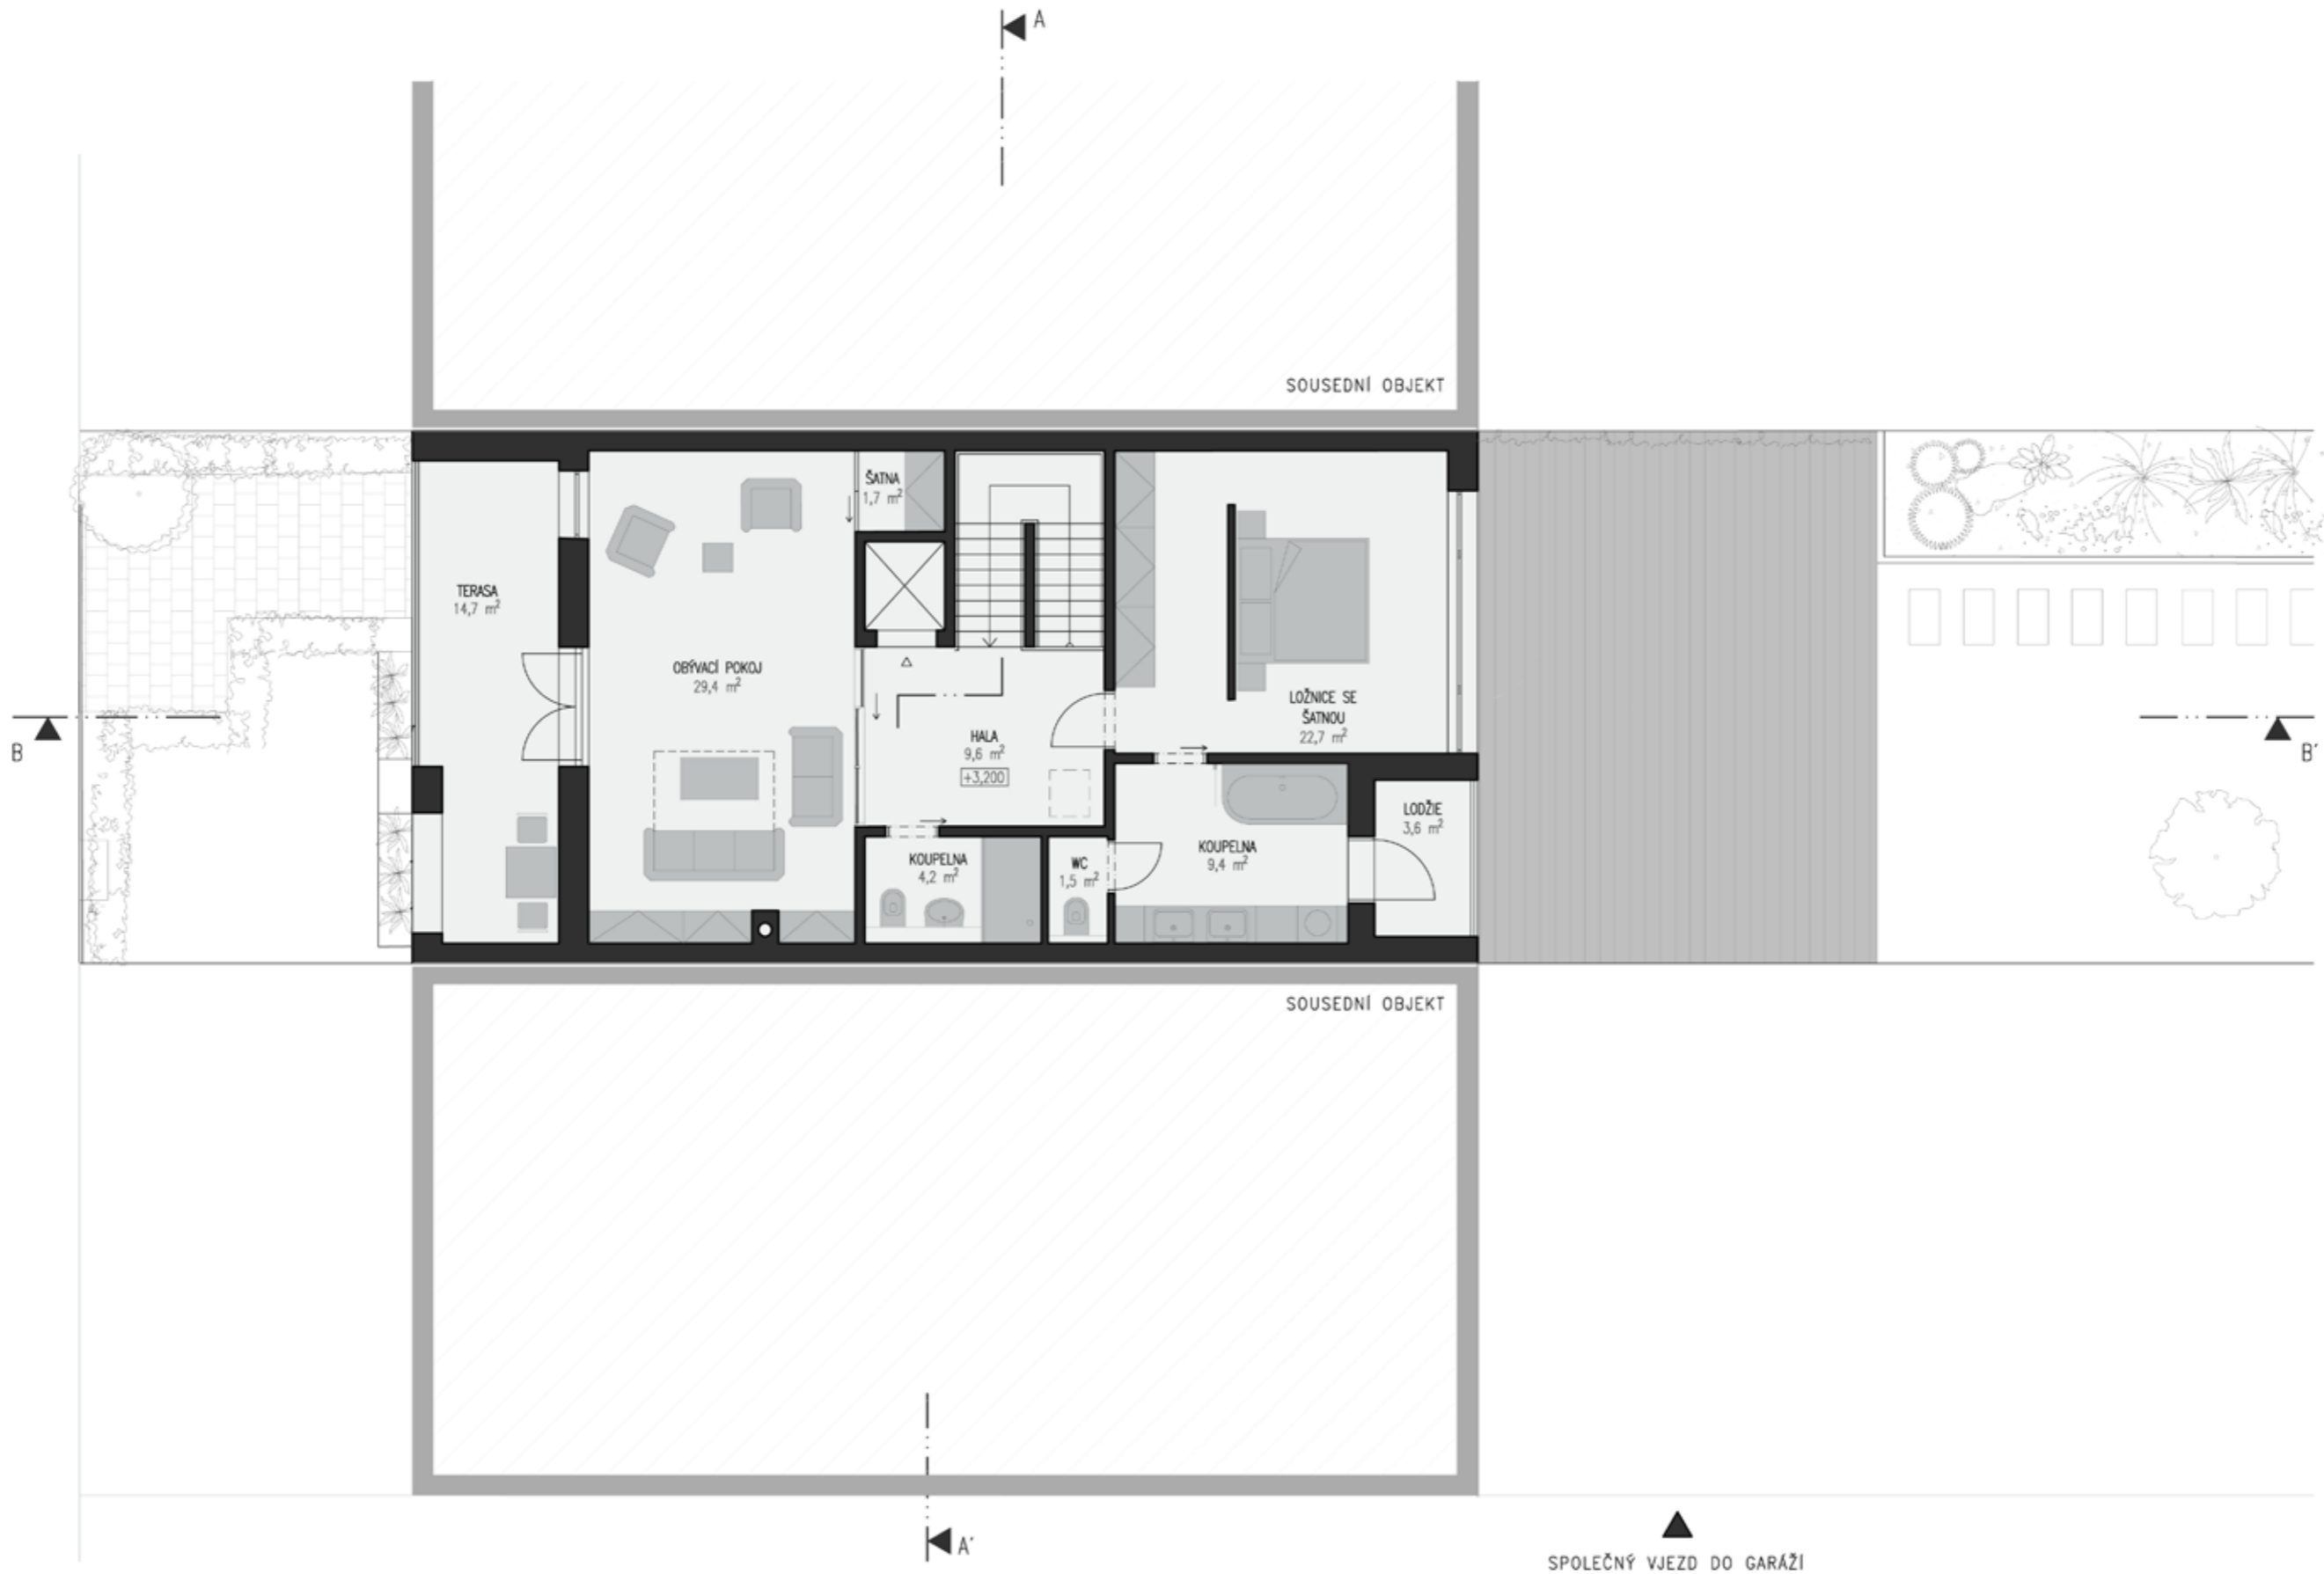 A
SOUSEDNÍ OBJEKT
ŠATNA
1,7 m²
TERASA
14,7 m²
OBÝVACÍ POKOJ
29,4 m²
LOŽNICE SE
ŠATNOU
22,7 m²
HALA
9,6 m²
+3,200
B
B'
LODŽIE
3,6 m²
KOUPELNA
4,2 m²
WC
1,5 m²
KOUPELNA
9,4 m²
SOUSEDNÍ OBJEKT
A'
SPOLEČNÝ VJEZD DO GARÁŽÍ